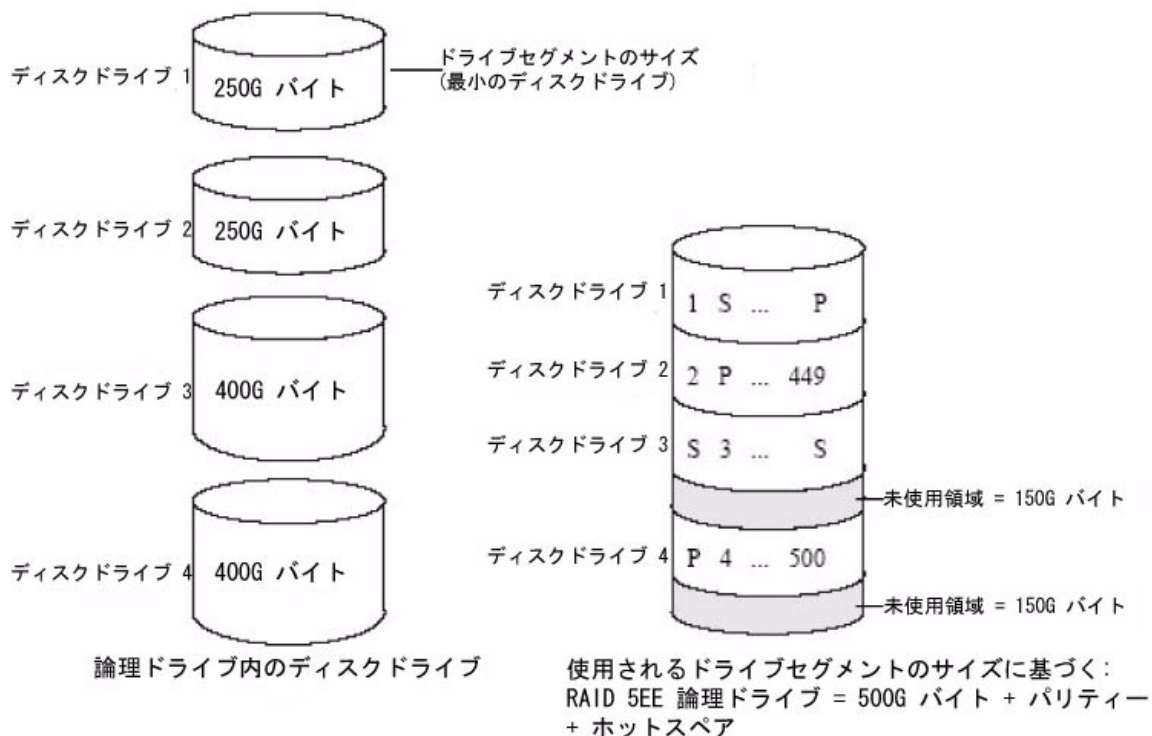 ディスクドライブ 1
250G バイト
ドライブセグメントのサイズ
(最小のディスクドライブ)
ディスクドライブ 2
250G バイト
ディスクドライブ 3
400G バイト
ディスクドライブ 4
400G バイト
論理ドライブ内のディスクドライブ
ディスクドライブ 1
1 S ... P
ディスクドライブ 2
2 P ... 449
ディスクドライブ 3
S 3 ... S
未使用領域 = 150G バイト
ディスクドライブ 4
P 4 ... 500
未使用領域 = 150G バイト
使用されるドライブセグメントのサイズに基づく:
RAID 5EE 論理ドライブ = 500G バイト + パリティー
+ ホットスペア